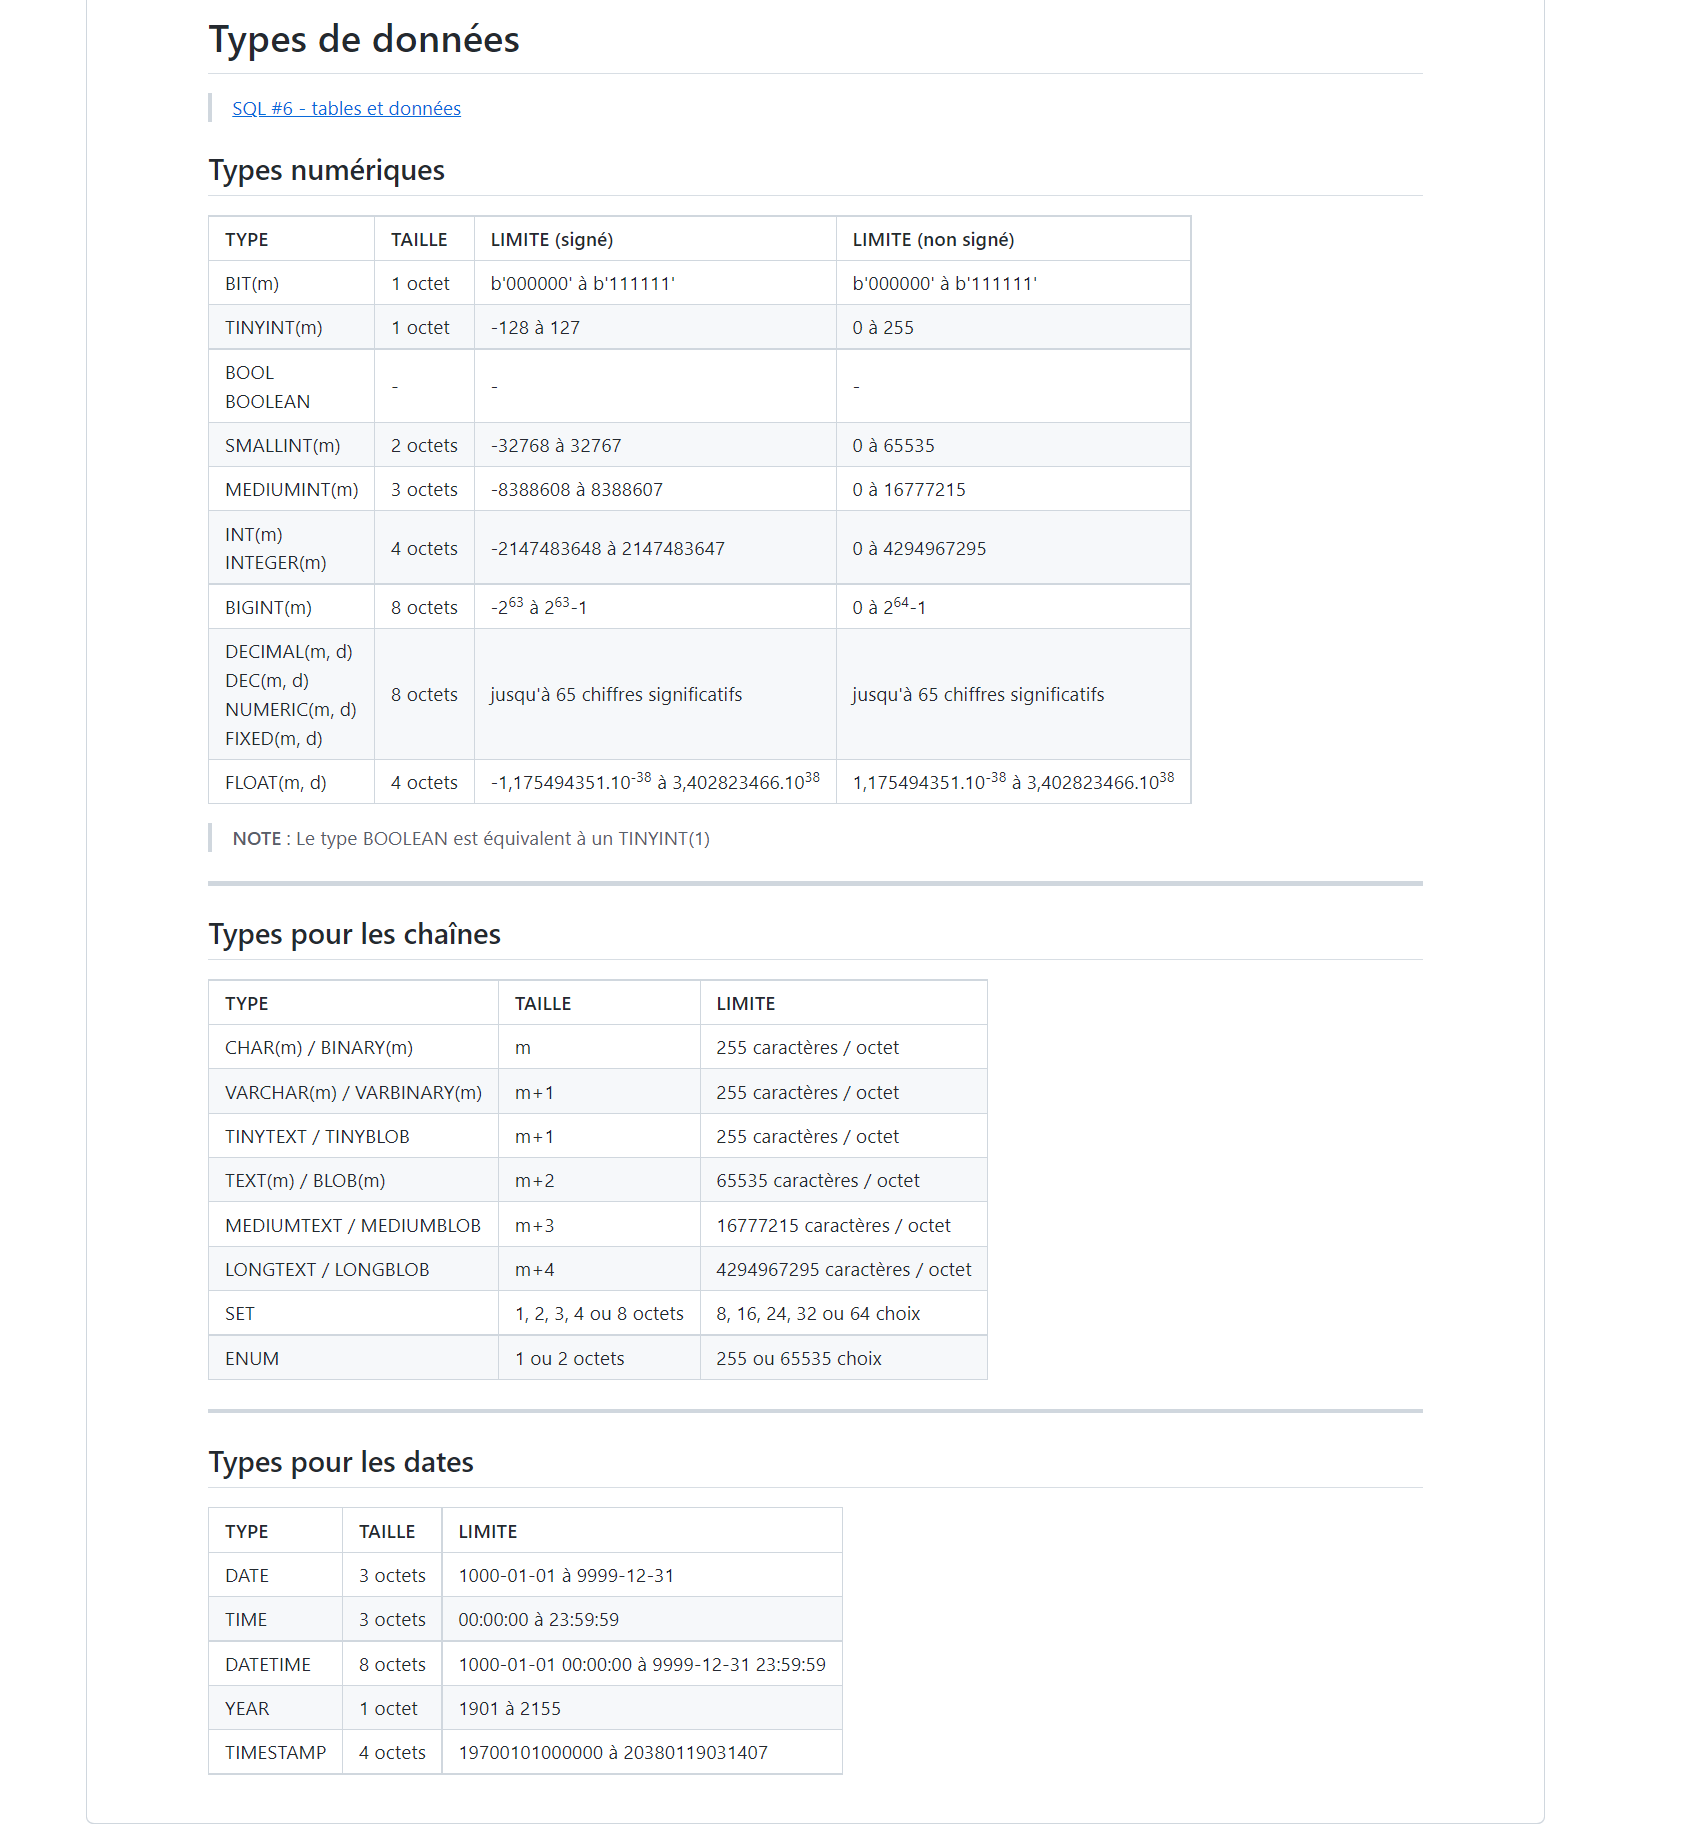 Types de données
SQL #6 - tables et données
Types numériques
TYPE TAILLE LIMITE (signé) LIMITE (non signé)
BIT(m) 1 octet b'000000' à b'111111' b'000000' à b'111111'
TINYINT(m) 1 octet -128 à 127 0 à 255
BOOL
BOOLEAN - - -
SMALLINT(m) 2 octets -32768 à 32767 0 à 65535
MEDIUMINT(m) 3 octets -8388608 à 8388607 0 à 16777215
INT(m)
INTEGER(m) 4 octets -2147483648 à 2147483647 0 à 4294967295
BIGINT(m) 8 octets -2⁶³ à 2⁶³-1 0 à 2⁶⁴-1
DECIMAL(m, d)
DEC(m, d)
NUMERIC(m, d)
FIXED(m, d) 8 octets jusqu'à 65 chiffres significatifs jusqu'à 65 chiffres significatifs
FLOAT(m, d) 4 octets -1,175494351.10⁻³⁸ à 3,402823466.10³⁸ 1,175494351.10⁻³⁸ à 3,402823466.10³⁸
NOTE : Le type BOOLEAN est équivalent à un TINYINT(1)
Types pour les chaînes
TYPE TAILLE LIMITE
CHAR(m) / BINARY(m) m 255 caractères / octet
VARCHAR(m) / VARBINARY(m) m+1 255 caractères / octet
TINYTEXT / TINYBLOB m+1 255 caractères / octet
TEXT(m) / BLOB(m) m+2 65535 caractères / octet
MEDIUMTEXT / MEDIUMBLOB m+3 16777215 caractères / octet
LONGTEXT / LONGBLOB m+4 4294967295 caractères / octet
SET 1, 2, 3, 4 ou 8 octets 8, 16, 24, 32 ou 64 choix
ENUM 1 ou 2 octets 255 ou 65535 choix
Types pour les dates
TYPE TAILLE LIMITE
DATE 3 octets 1000-01-01 à 9999-12-31
TIME 3 octets 00:00:00 à 23:59:59
DATETIME 8 octets 1000-01-01 00:00:00 à 9999-12-31 23:59:59
YEAR 1 octet 1901 à 2155
TIMESTAMP 4 octets 19700101000000 à 20380119031407